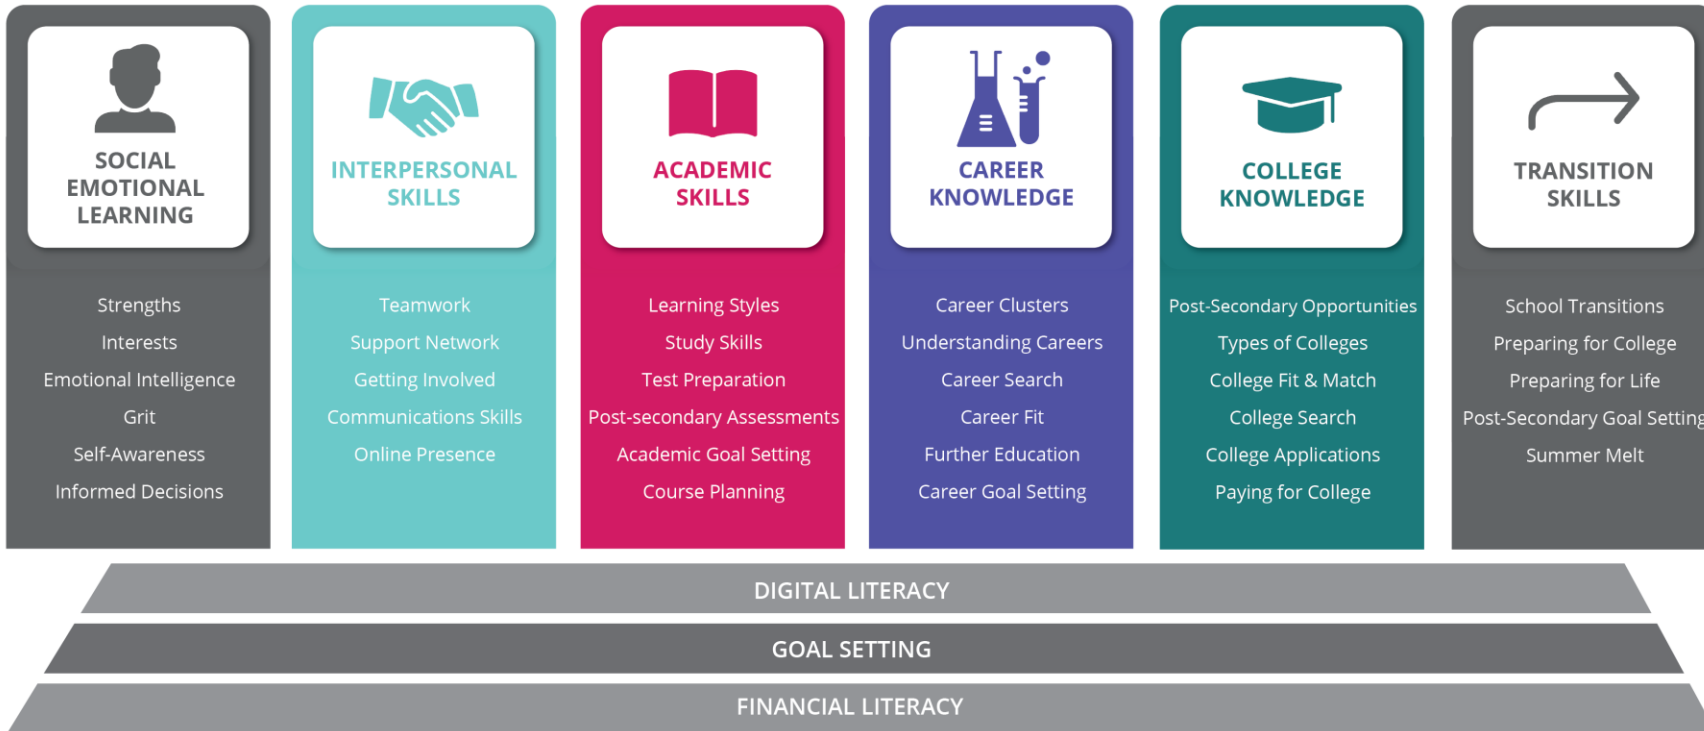 SOCIAL
EMOTIONAL
LEARNING
Strengths
Interests
Emotional Intelligence
Grit
Self-Awareness
Informed Decisions
INTERPERSONAL
SKILLS
Teamwork
Support Network
Getting Involved
Communications Skills
Online Presence
ACADEMIC
SKILLS
Learning Styles
Study Skills
Test Preparation
Post-secondary Assessments
Academic Goal Setting
Course Planning
CAREER
KNOWLEDGE
Career Clusters
Understanding Careers
Career Search
Career Fit
Further Education
Career Goal Setting
COLLEGE
KNOWLEDGE
Post-Secondary Opportunities
Types of Colleges
College Fit & Match
College Search
College Applications
Paying for College
TRANSITION
SKILLS
School Transitions
Preparing for College
Preparing for Life
Post-Secondary Goal Setting
Summer Melt
DIGITAL LITERACY
GOAL SETTING
FINANCIAL LITERACY